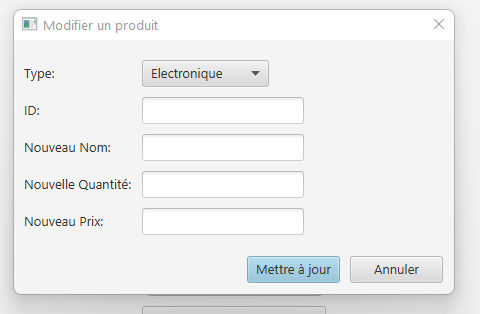 Modifier un produit
Type: Electronique
ID:
Nouveau Nom:
Nouvelle Quantité:
Nouveau Prix:
Mettre à jour Annuler